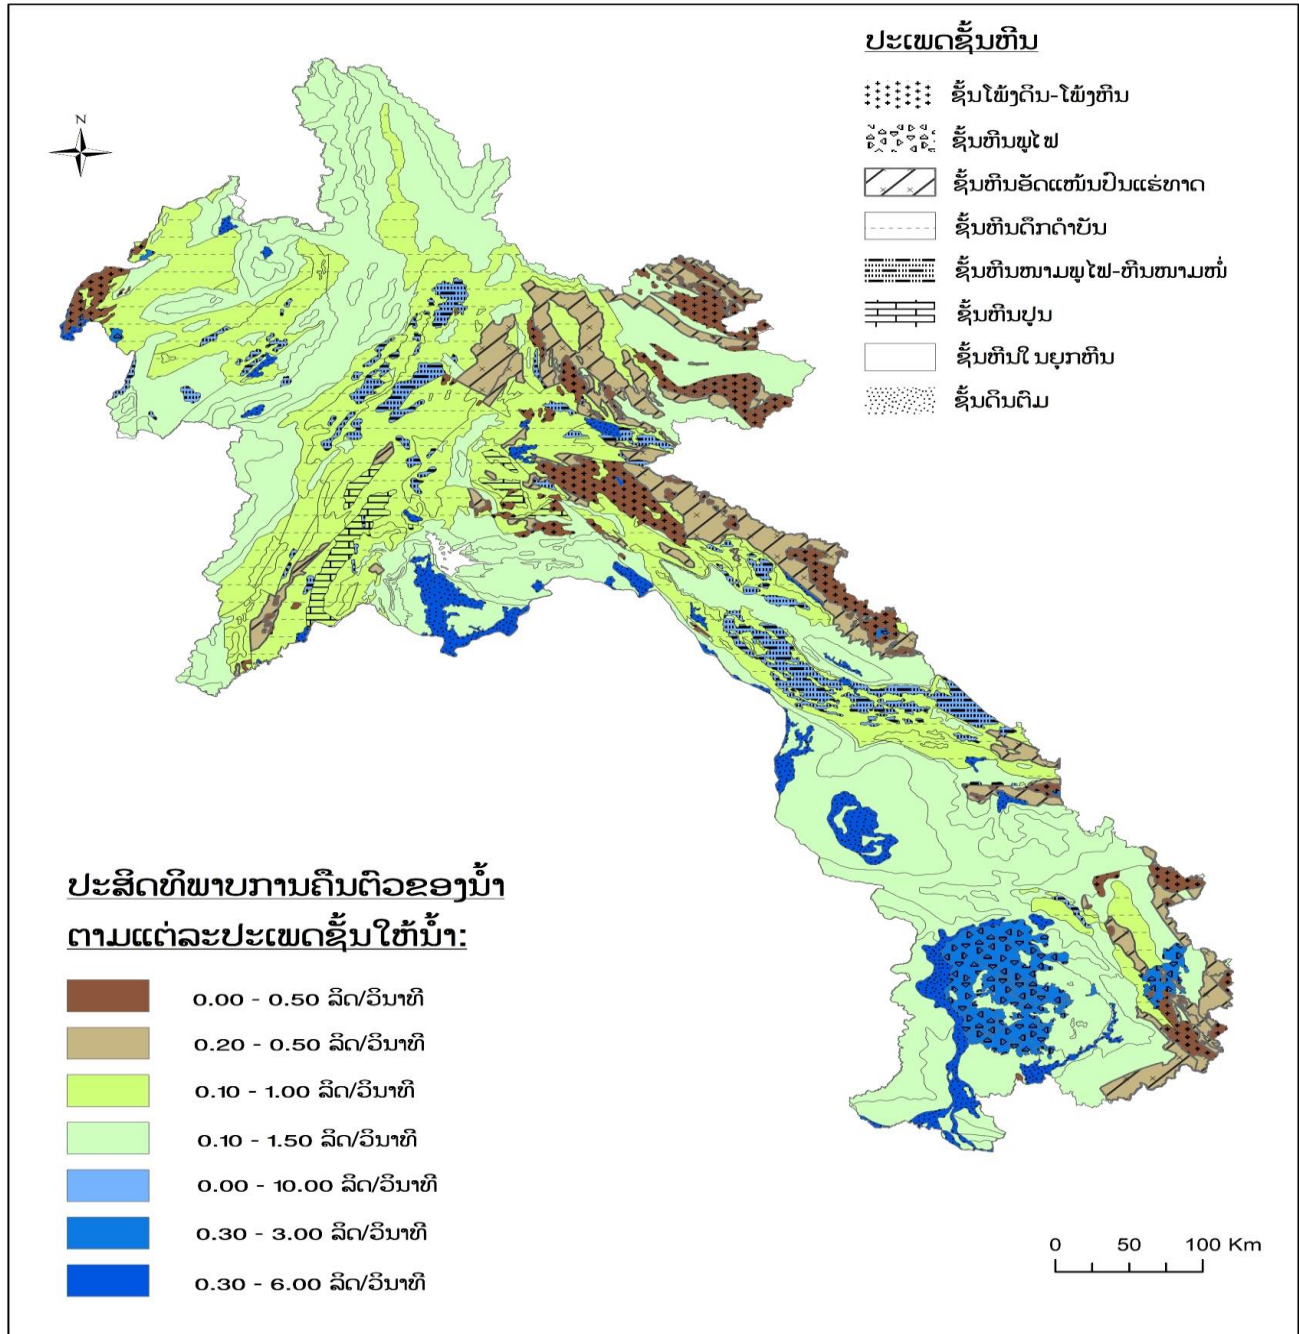 ປະເພດຊັ້ນຫີນ
N
ຊັ້ນໂພ້ງດິນ-ໂພ້ງຫີນ
ຊັ້ນຫີນພູໄຟ
ຊັ້ນຫີນອັດແໜ້ນປົນແຮ່ທາດ
ຊັ້ນຫີນດຶກດຳບັນ
ຊັ້ນຫີນໜາມພູໄຟ-ຫີນໜາມໜໍ່
ຊັ້ນຫີນປູນ
ຊັ້ນຫີນໃນຍຸກຫີນ
ຊັ້ນດິນຕົມ
ປະສິດທິພາບການຄືນຕົວຂອງນ້ຳ
ຕາມແຕ່ລະປະເພດຊັ້ນໃຫ້ນ້ຳ:
0.00 - 0.50 ລິດ/ວິນາທີ
0.20 - 0.50 ລິດ/ວິນາທີ
0.10 - 1.00 ລິດ/ວິນາທີ
0.10 - 1.50 ລິດ/ວິນາທີ
0.00 - 10.00 ລິດ/ວິນາທີ
0.30 - 3.00 ລິດ/ວິນາທີ
0.30 - 6.00 ລິດ/ວິນາທີ
0 50 100 Km